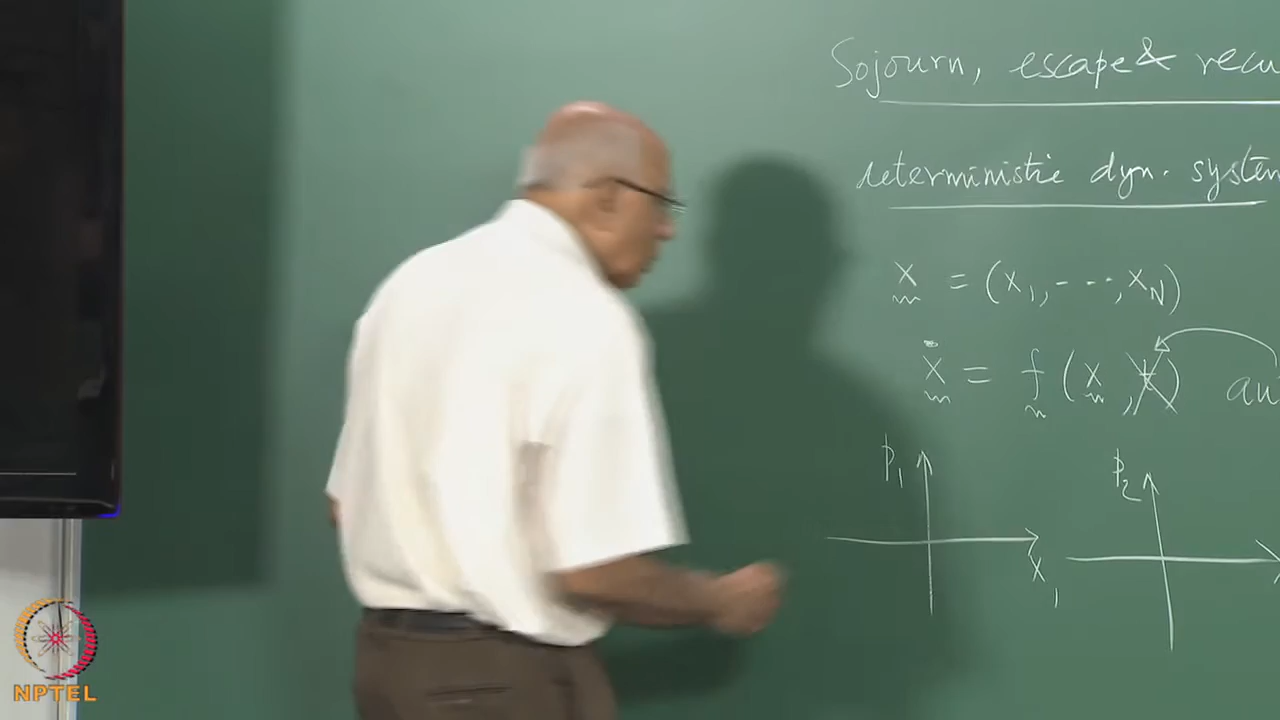 Sojourn, escape & recu
deterministic dyn. system
x = (x1, - - -, xN)
ẋ = f (x, t) au
p1 p2
x1
NPTEL